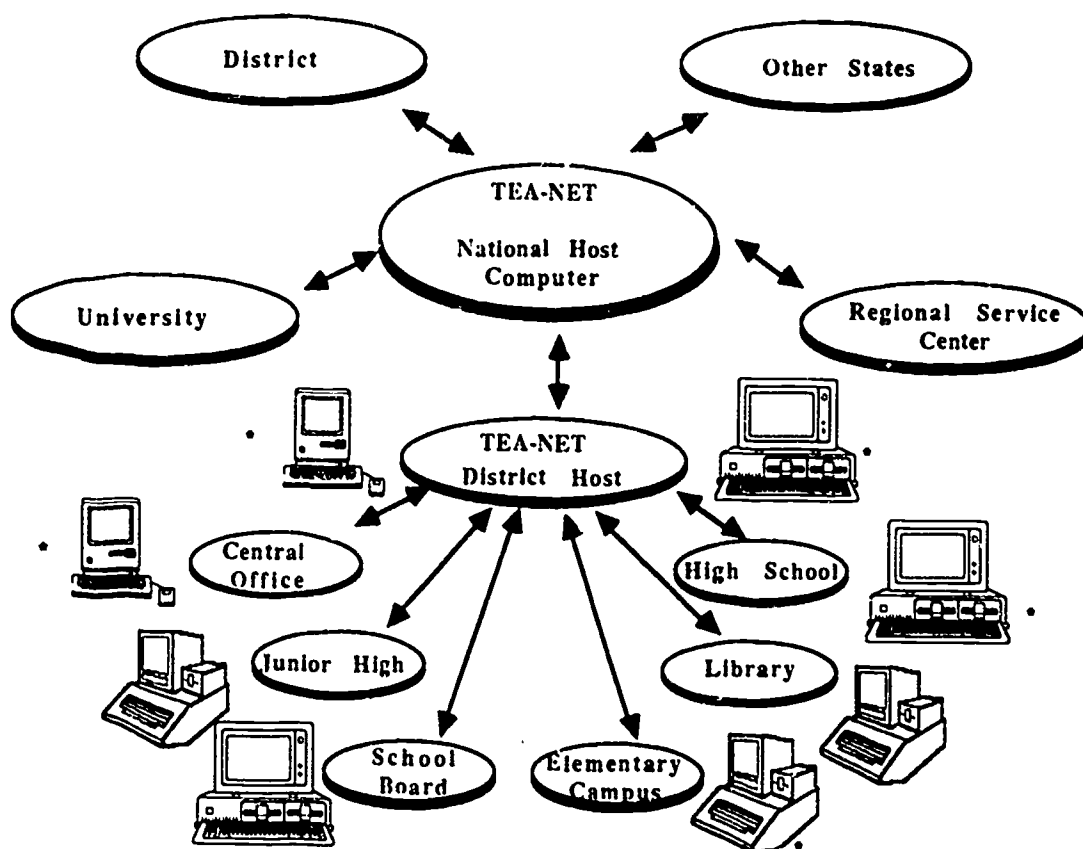 District
Other States
TEA-NET
National Host
Computer
University
Regional Service
Center
*
*
TEA-NET
District Host
*
Central
Office
High School
*
Junior High
Library
School
Board
Elementary
Campus
*